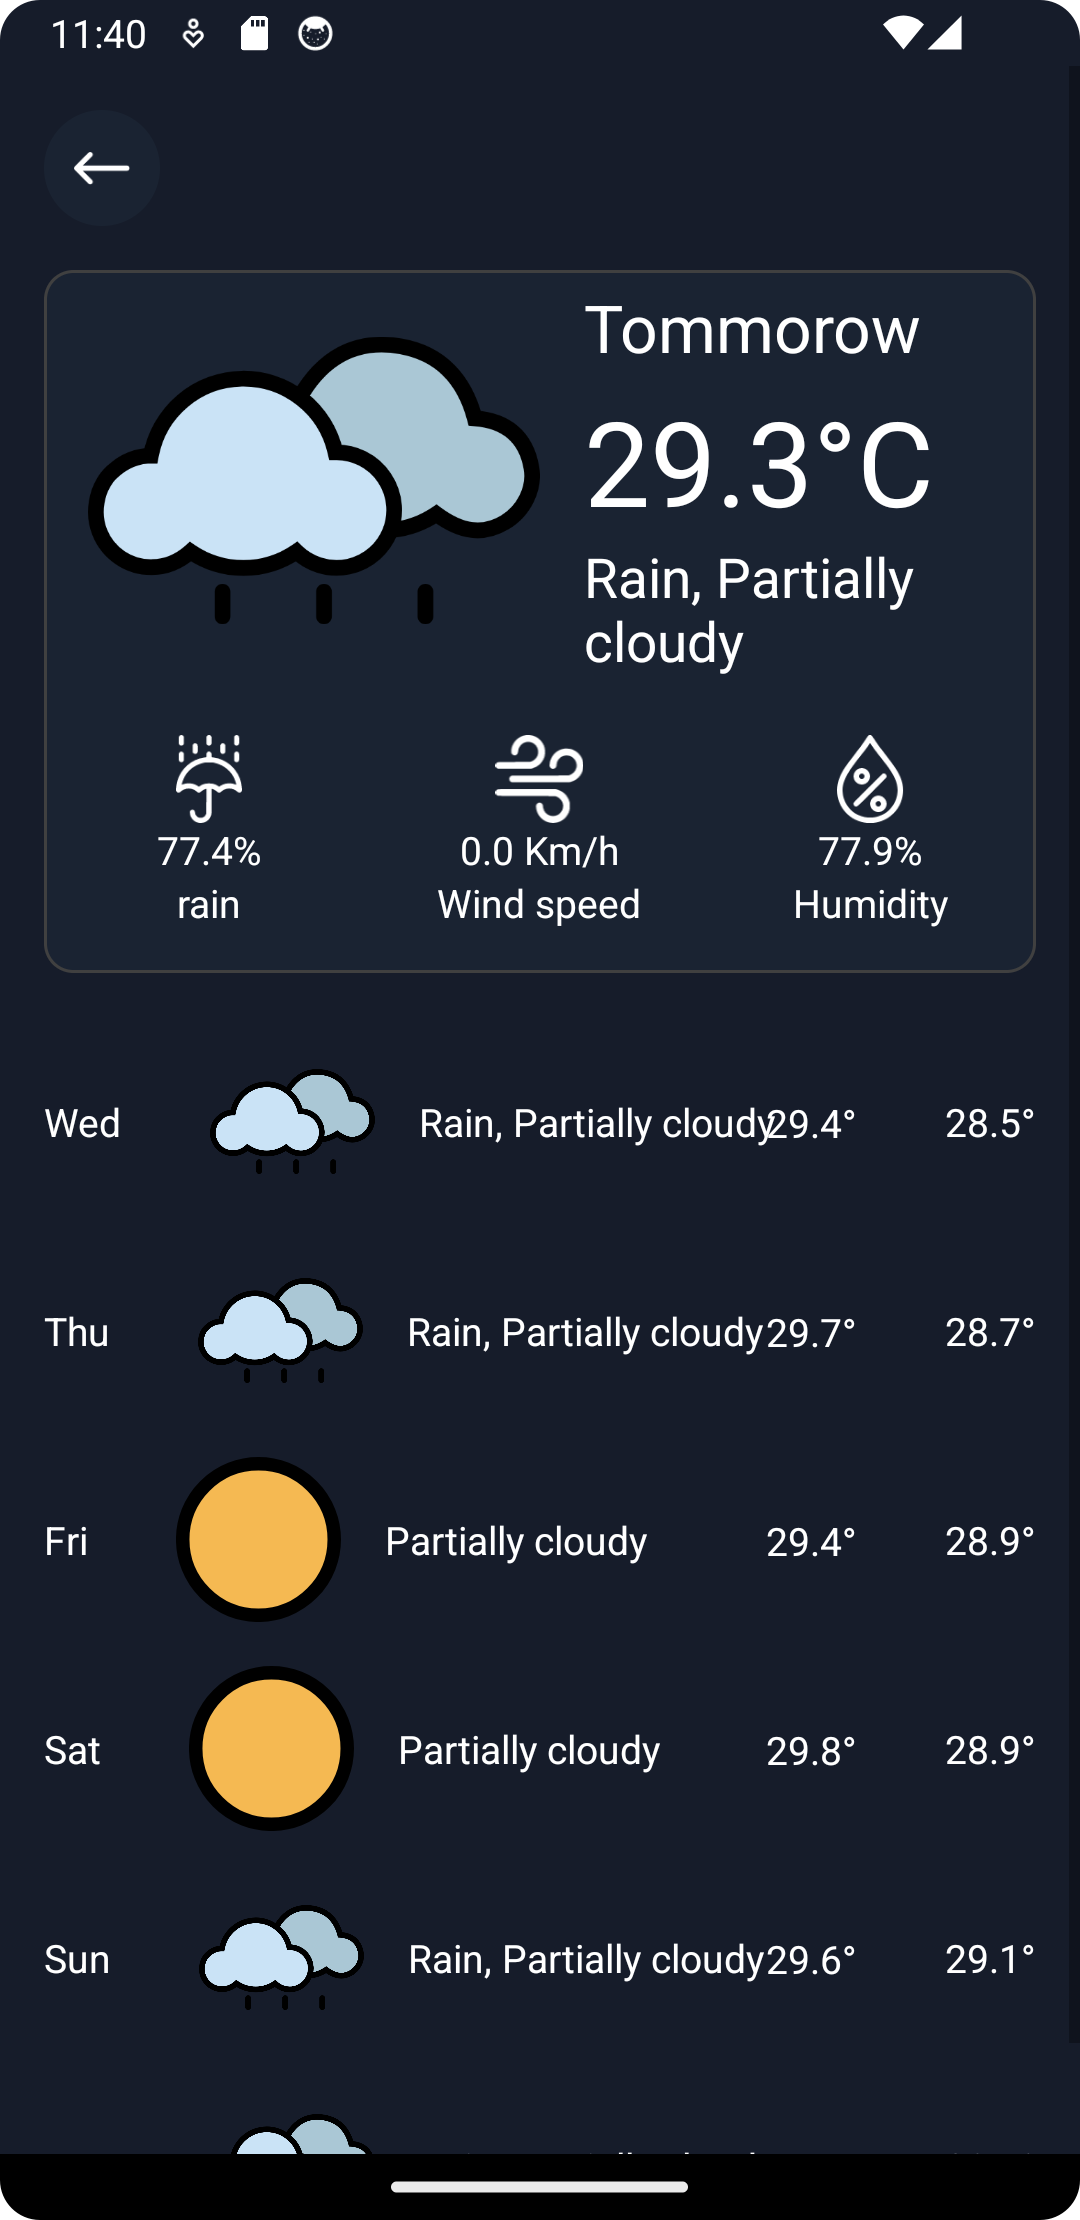 11:40
Tommorow
29.3°C
Rain, Partially
cloudy
77.4%
rain
0.0 Km/h
Wind speed
77.9%
Humidity
Wed Rain, Partially cloudy 29.4° 28.5°
Thu Rain, Partially cloudy 29.7° 28.7°
Fri Partially cloudy 29.4° 28.9°
Sat Partially cloudy 29.8° 28.9°
Sun Rain, Partially cloudy 29.6° 29.1°